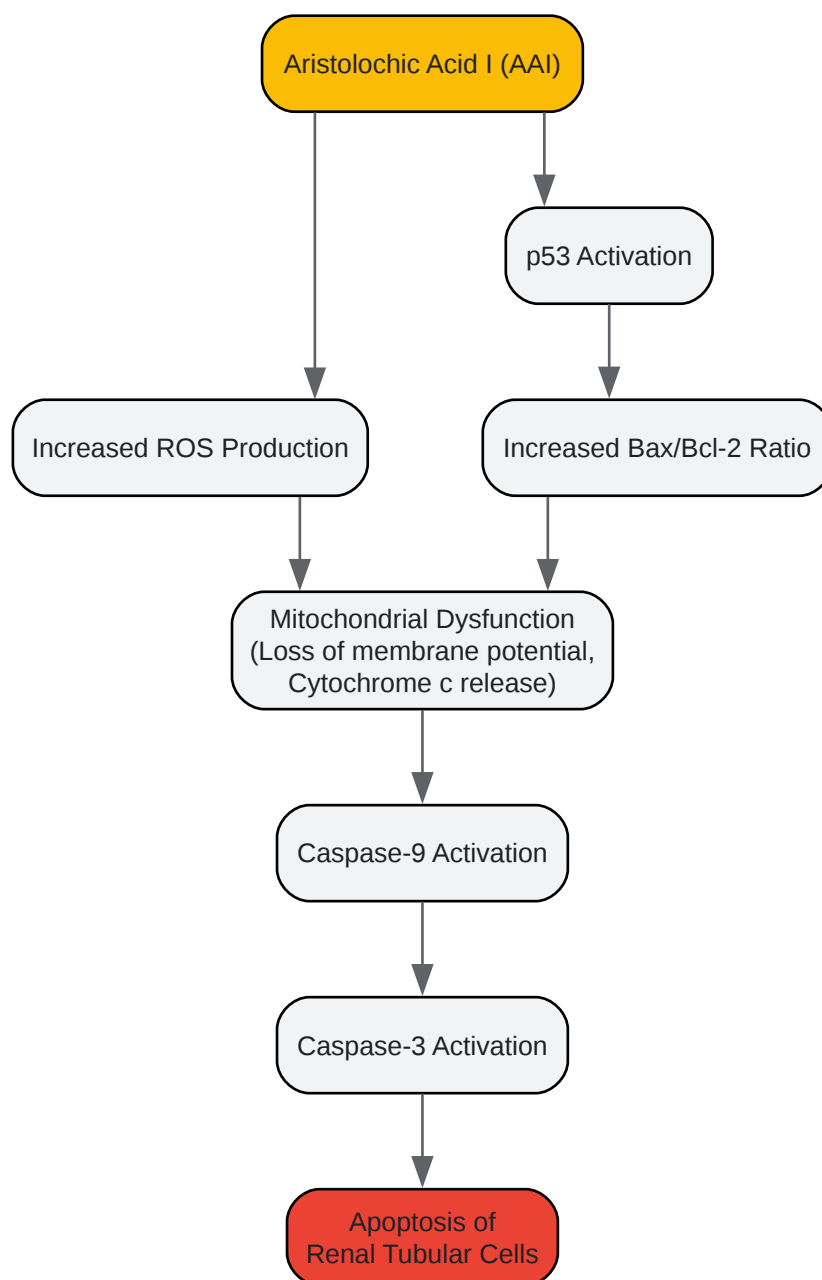 Aristolochic Acid I (AAI)
p53 Activation
Increased ROS Production
Increased Bax/Bcl-2 Ratio
Mitochondrial Dysfunction
(Loss of membrane potential,
Cytochrome c release)
Caspase-9 Activation
Caspase-3 Activation
Apoptosis of
Renal Tubular Cells